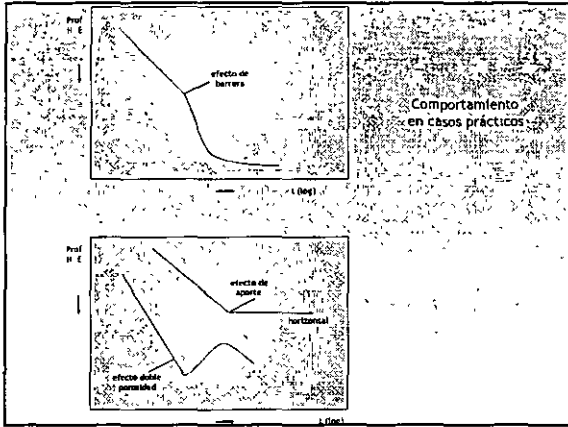 Prof
H E
efecto de
barrera
t (log)
Comportamiento
en casos prácticos
Prof
H E
efecto de
aporte
horizontal
efecto doble
porosidad
t (log)